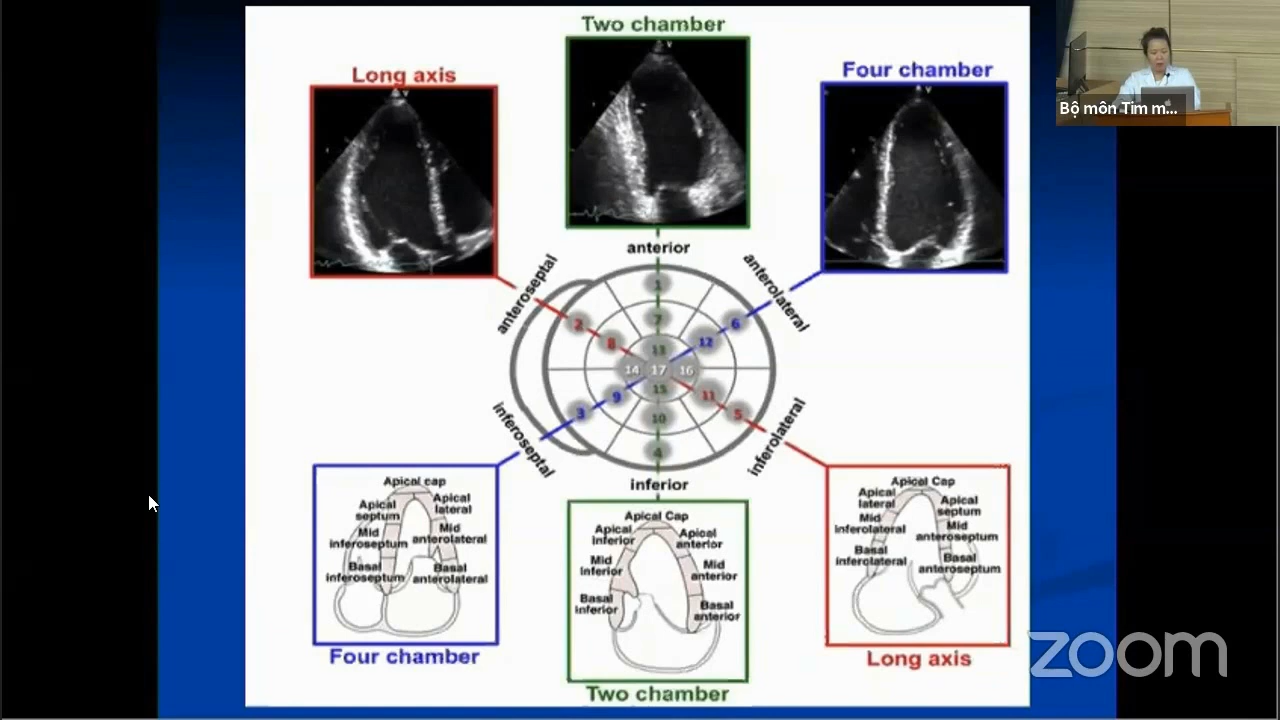 Two chamber
Long axis
Four chamber
V
V
V
Bộ môn Tim m...
anterior
anteroseptal
anterolateral
1
2
7
6
8
13
12
14
17
16
9
15
11
3
10
5
4
inferoseptal
inferolateral
inferior
Apical cap
Apical
septum
Apical
lateral
Mid
inferoseptum
Mid
anterolateral
Basal
inferoseptum
Basal
anterolateral
Four chamber
Apical Cap
Apical
inferior
Apical
anterior
Mid
inferior
Mid
anterior
Basal
inferior
Basal
anterior
Two chamber
Apical Cap
Apical
lateral
Apical
septum
Mid
inferolateral
Mid
anteroseptum
Basal
inferolateral
Basal
anteroseptum
Long axis
zoom